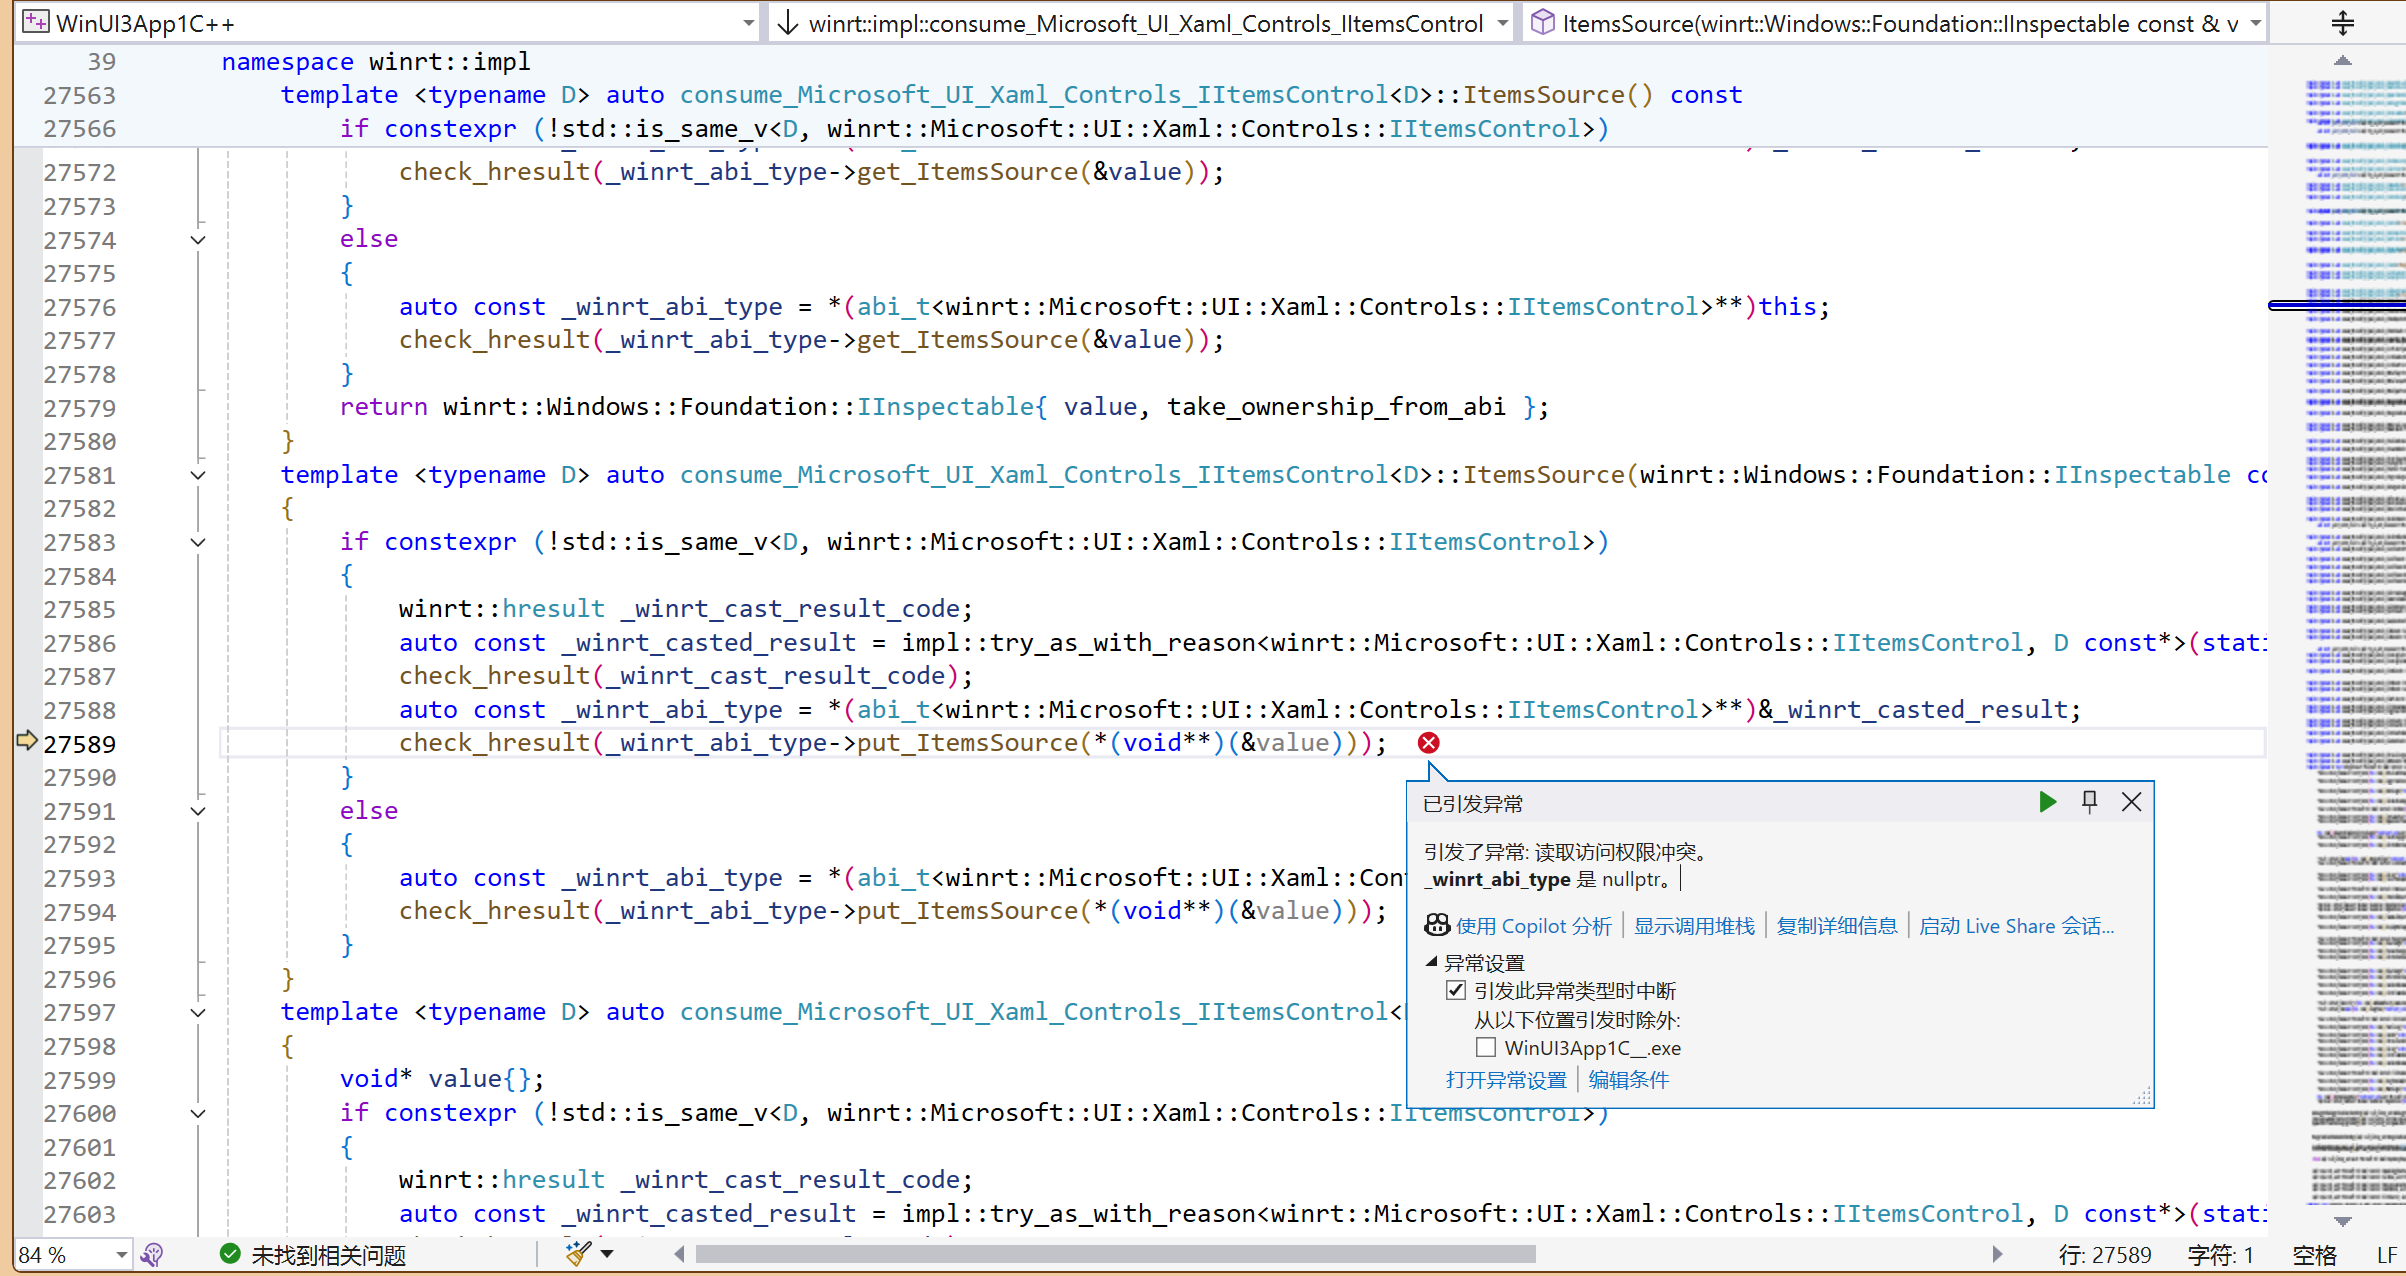 WinUI3App1C++
winrt::impl::consume_Microsoft_UI_Xaml_Controls_IItemsControl
ItemsSource(winrt::Windows::Foundation::IInspectable const & v
39 namespace winrt::impl
27563 template <typename D> auto consume_Microsoft_UI_Xaml_Controls_IItemsControl<D>::ItemsSource() const
27566 if constexpr (!std::is_same_v<D, winrt::Microsoft::UI::Xaml::Controls::IItemsControl>)
27572 check_hresult(_winrt_abi_type->get_ItemsSource(&value));
27573 }
27574 else
27575 {
27576 auto const _winrt_abi_type = *(abi_t<winrt::Microsoft::UI::Xaml::Controls::IItemsControl>**)this;
27577 check_hresult(_winrt_abi_type->get_ItemsSource(&value));
27578 }
27579 return winrt::Windows::Foundation::IInspectable{ value, take_ownership_from_abi };
27580 }
27581 template <typename D> auto consume_Microsoft_UI_Xaml_Controls_IItemsControl<D>::ItemsSource(winrt::Windows::Foundation::IInspectable co
27582 {
27583 if constexpr (!std::is_same_v<D, winrt::Microsoft::UI::Xaml::Controls::IItemsControl>)
27584 {
27585 winrt::hresult _winrt_cast_result_code;
27586 auto const _winrt_casted_result = impl::try_as_with_reason<winrt::Microsoft::UI::Xaml::Controls::IItemsControl, D const*>(stati
27587 check_hresult(_winrt_cast_result_code);
27588 auto const _winrt_abi_type = *(abi_t<winrt::Microsoft::UI::Xaml::Controls::IItemsControl>**)&_winrt_casted_result;
27589 check_hresult(_winrt_abi_type->put_ItemsSource(*(void**)(&value)));
27590 }
27591 else
27592 {
27593 auto const _winrt_abi_type = *(abi_t<winrt::Microsoft::UI::Xaml::Con
27594 check_hresult(_winrt_abi_type->put_ItemsSource(*(void**)(&value)));
27595 }
27596 }
27597 template <typename D> auto consume_Microsoft_UI_Xaml_Controls_IItemsControl<
27598 {
27599 void* value{};
27600 if constexpr (!std::is_same_v<D, winrt::Microsoft::UI::Xaml::Controls::IItemsControl>)
27601 {
27602 winrt::hresult _winrt_cast_result_code;
27603 auto const _winrt_casted_result = impl::try_as_with_reason<winrt::Microsoft::UI::Xaml::Controls::IItemsControl, D const*>(stati
已引发异常
引发了异常: 读取访问权限冲突。
_winrt_abi_type 是 nullptr。
使用 Copilot 分析 | 显示调用堆栈 | 复制详细信息 | 启动 Live Share 会话...
异常设置
引发此异常类型时中断
从以下位置引发时除外:
WinUI3App1C__.exe
打开异常设置 | 编辑条件
84 % 未找到相关问题 行: 27589 字符: 1 空格 LF